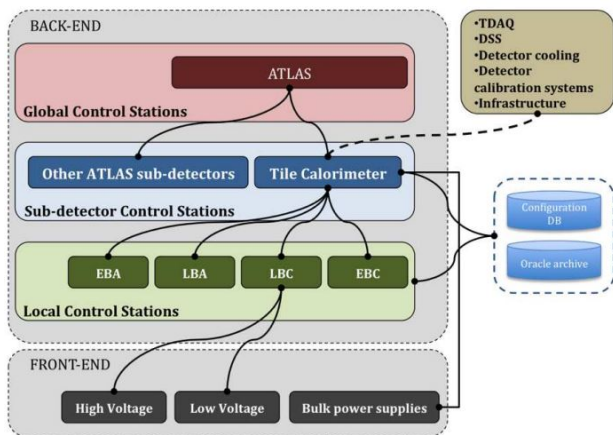 BACK-END
ATLAS
Global Control Stations
•TDAQ
•DSS
•Detector cooling
•Detector
calibration systems
•Infrastructure
Other ATLAS sub-detectors
Tile Calorimeter
Sub-detector Control Stations
Configuration
DB
Oracle archive
EBA
LBA
LBC
EBC
Local Control Stations
FRONT-END
High Voltage
Low Voltage
Bulk power supplies